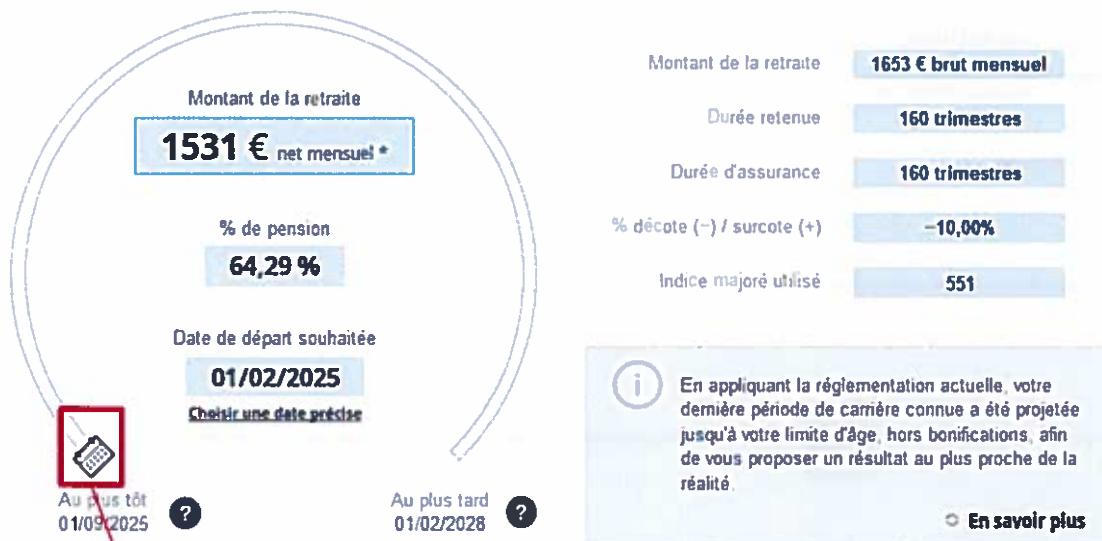 Montant de la retraite
1531 € net mensuel *
% de pension
64,29 %
Date de départ souhaitée
01/02/2025
Choisir une date précise
Au plus tôt
01/09/2025
?
Au plus tard
01/02/2028
?
Montant de la retraite 1653 € brut mensuel
Durée retenue 160 trimestres
Durée d'assurance 160 trimestres
% décote (-) / surcote (+) -10,00%
Indice majoré utilisé 551
i
En appliquant la réglementation actuelle, votre
dernière période de carrière connue a été projetée
jusqu'à votre limite d'âge, hors bonifications, afin
de vous proposer un résultat au plus proche de la
réalité.
En savoir plus